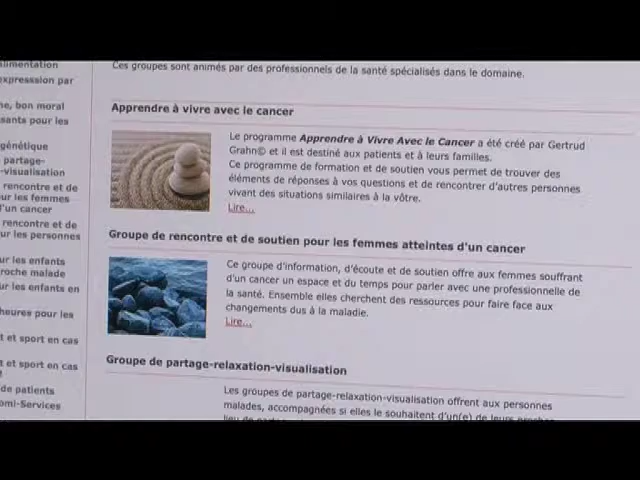 alimentation
expression par
ne, bon moral
sants pour les
génétique
partage-
-visualisation
rencontre et de
ur les femmes
d'un cancer
rencontre et de
ur les personnes
ur les enfants
roche malade
ur les enfants en
heures pour les
t et sport en cas
t et sport en cas
de patients
omi-Services
Ces groupes sont animés par des professionnels de la santé spécialisés dans le domaine.
Apprendre à vivre avec le cancer
Le programme Apprendre à Vivre Avec le Cancer a été créé par Gertrud
Grahn© et il est destiné aux patients et à leurs familles.
Ce programme de formation et de soutien vous permet de trouver des
éléments de réponses à vos questions et de rencontrer d'autres personnes
vivant des situations similaires à la vôtre.
Lire...
Groupe de rencontre et de soutien pour les femmes atteintes d'un cancer
Ce groupe d'information, d'écoute et de soutien offre aux femmes souffrant
d'un cancer un espace et du temps pour parler avec une professionnelle de
la santé. Ensemble elles cherchent des ressources pour faire face aux
changements dus à la maladie.
Lire...
Groupe de partage-relaxation-visualisation
Les groupes de partage-relaxation-visualisation offrent aux personnes
malades, accompagnées si elles le souhaitent d'un(e) de leurs proches